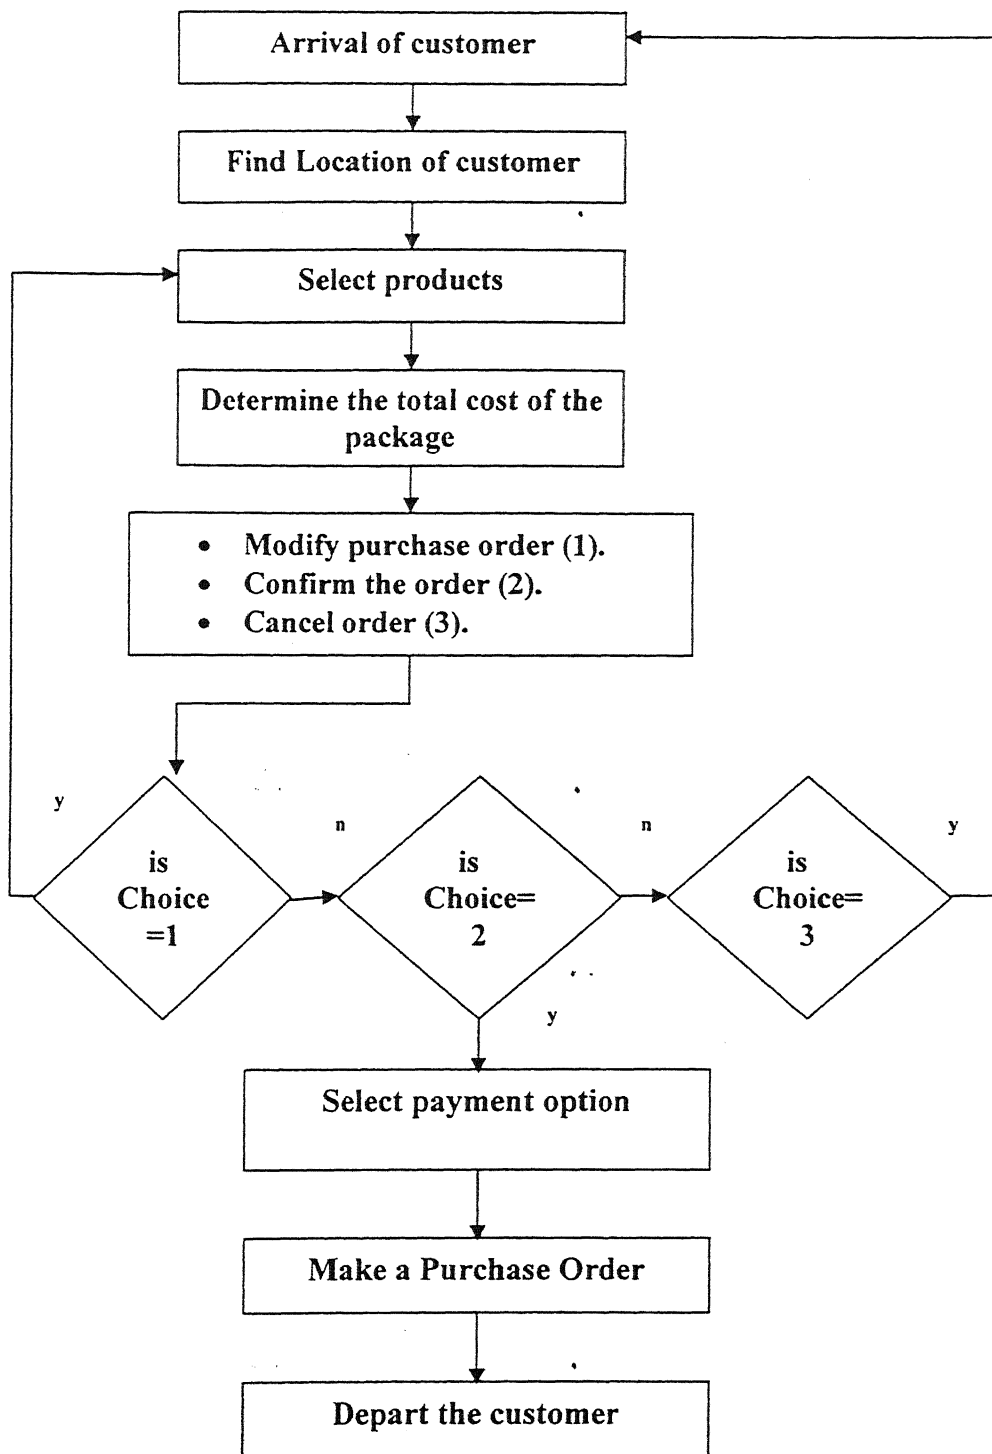 Arrival of customer
Find Location of customer
Select products
Determine the total cost of the
package
• Modify purchase order (1).
• Confirm the order (2).
• Cancel order (3).
y
n
n
y
is
Choice
=1
is
Choice=
2
is
Choice=
3
y
Select payment option
Make a Purchase Order
Depart the customer